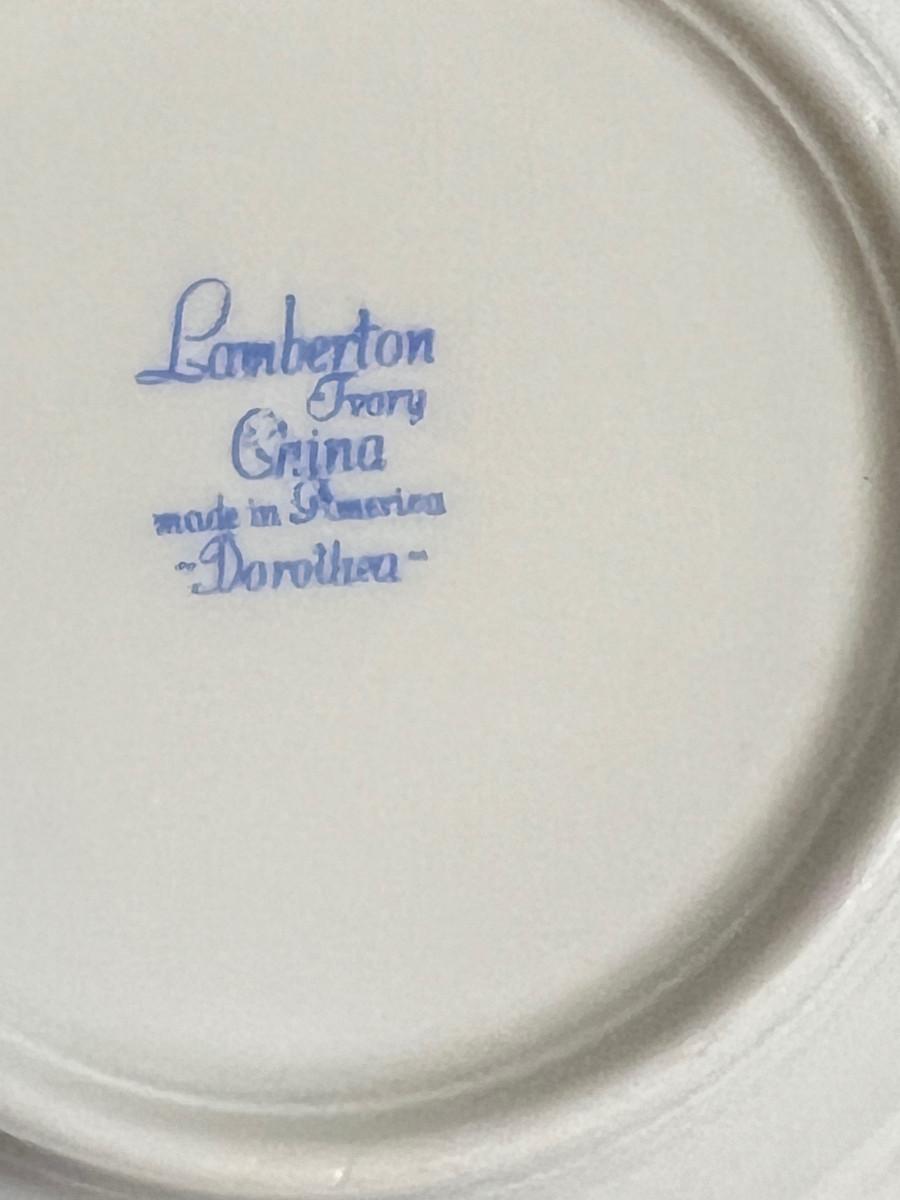 Lamberton
Ivory
China
made in America
-Dorothea-